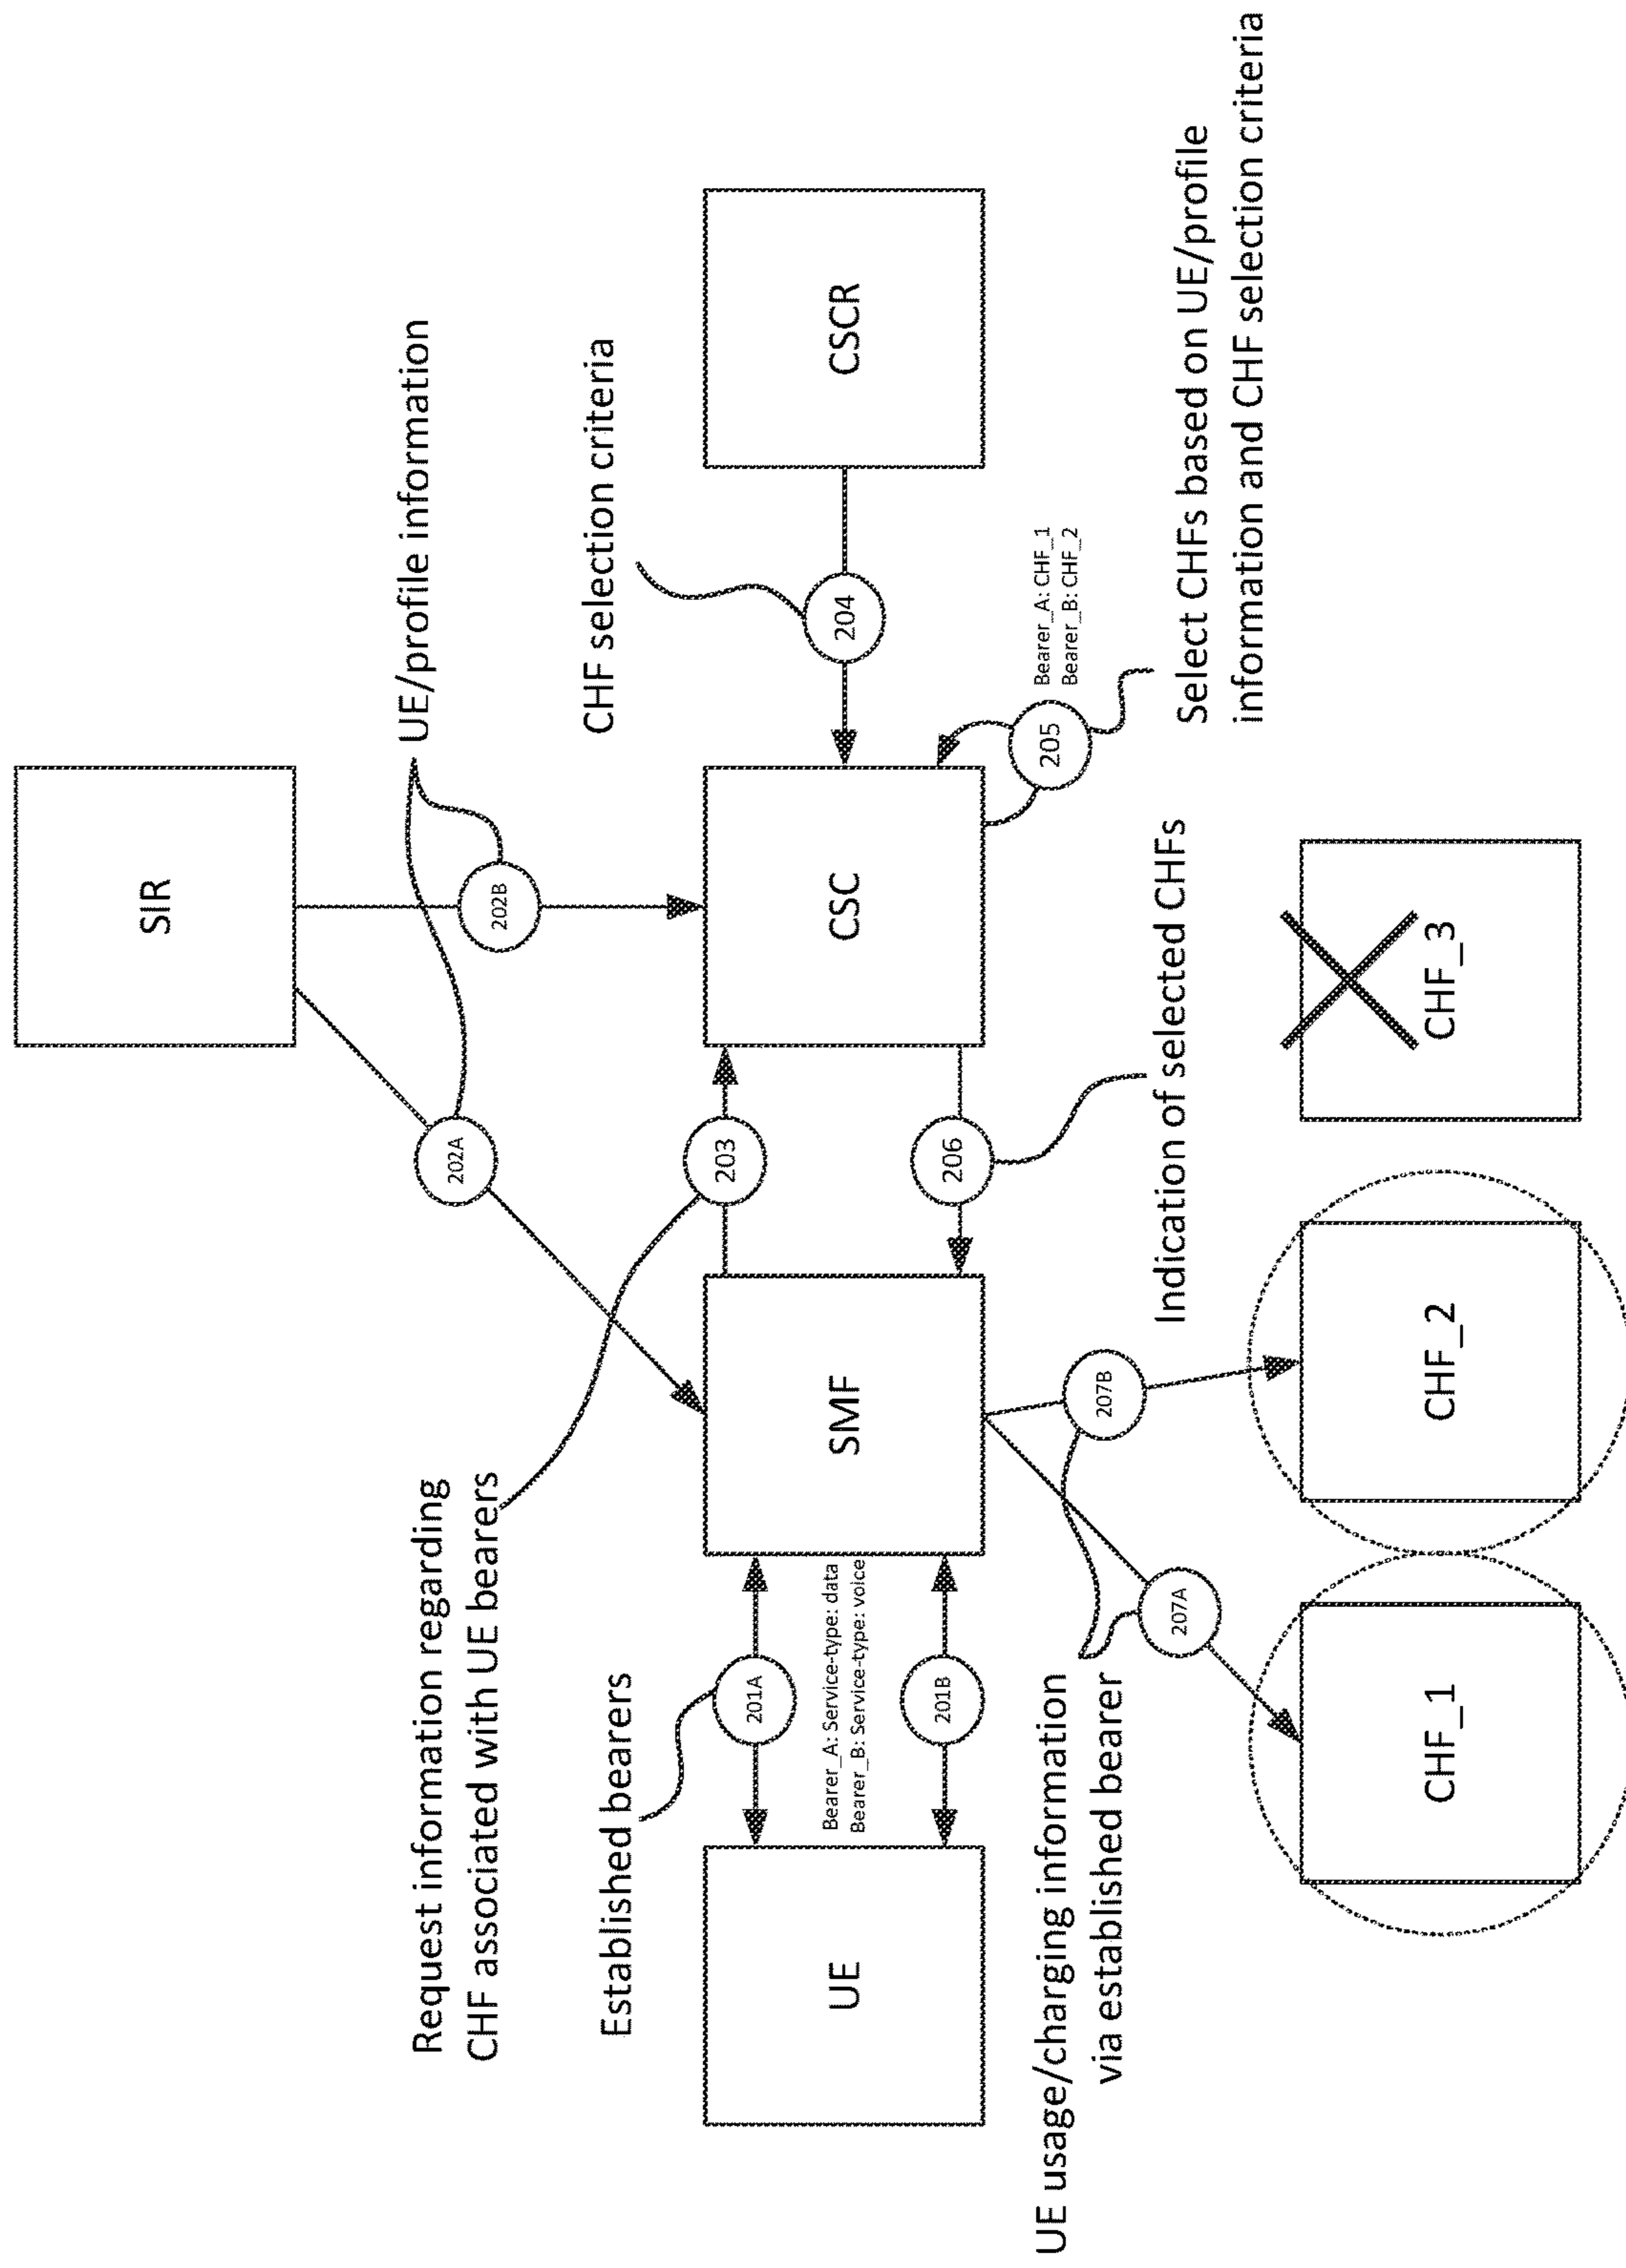 SIR
UE/profile information
202A
202B
Request information regarding
CHF associated with UE bearers
CHF selection criteria
Established bearers
201A
203
204
UE
Bearer_A: Service-type: data
Bearer_B: Service-type: voice
SMF
CSC
CSCR
201B
206
205
Bearer_A: CHF_1
Bearer_B: CHF_2
UE usage/charging information
via established bearer
207A
207B
Indication of selected CHFs
Select CHFs based on UE/profile
information and CHF selection criteria
CHF_1
CHF_2
CHF_3